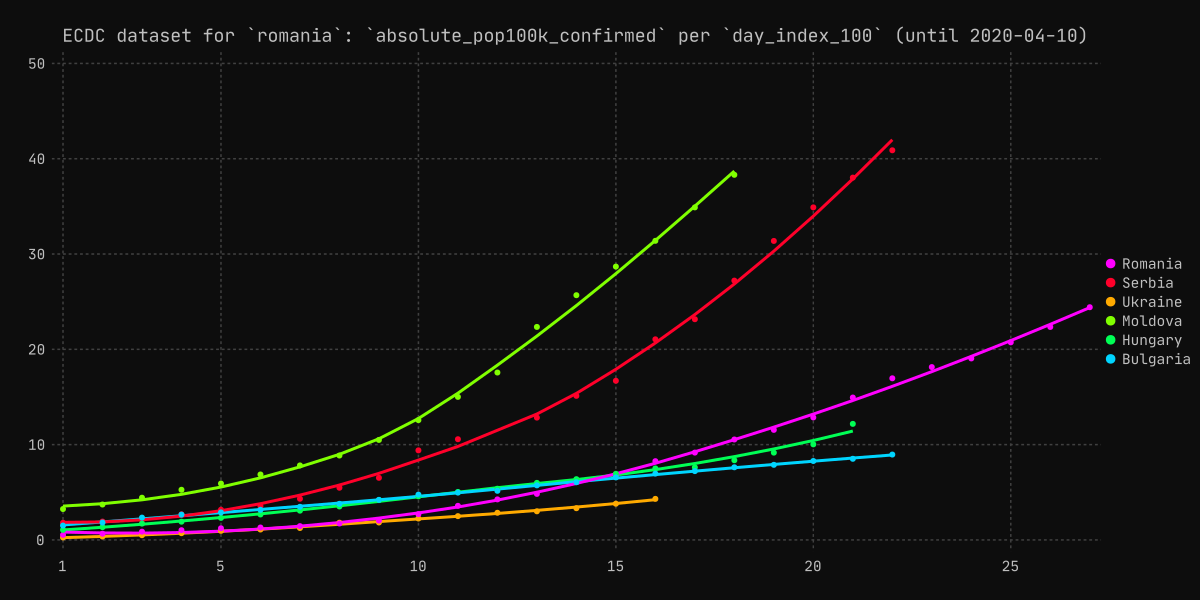 ECDC dataset for `romania`: `absolute_pop100k_confirmed` per `day_index_100` (until 2020-04-10)
50
40
30
20
10
0
1 5 10 15 20 25
Romania
Serbia
Ukraine
Moldova
Hungary
Bulgaria